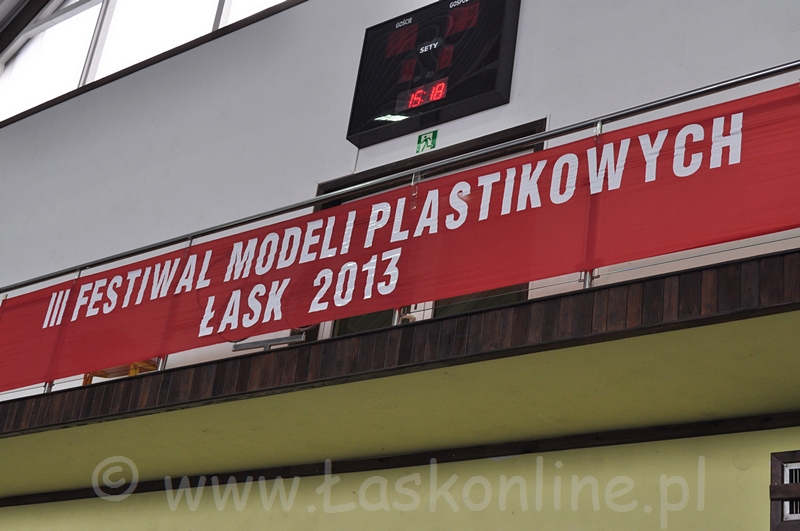 GOŚCIE
SETY
15:18
III FESTIWAL MODELI PLASTIKOWYCH
ŁASK 2013
© www.Łaskonline.pl